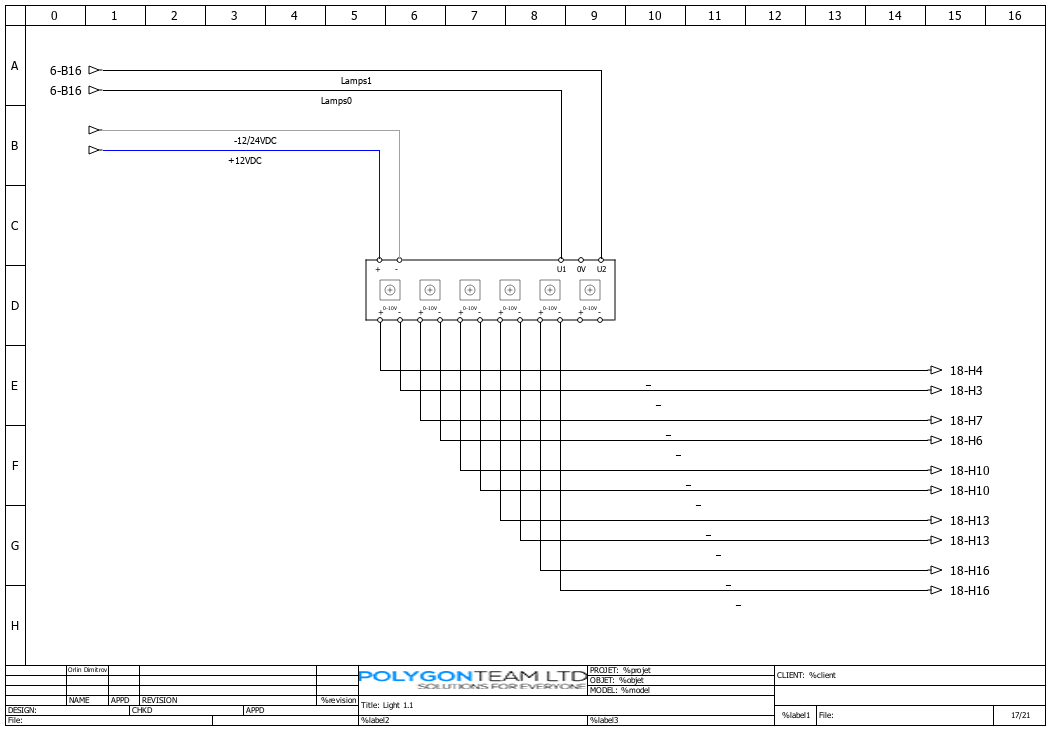 0 1 2 3 4 5 6 7 8 9 10 11 12 13 14 15 16
A
6-B16
Lamps1
6-B16
Lamps0
B
-12/24VDC
+12VDC
C
+ - U1 0V U2
D
0-10V 0-10V 0-10V 0-10V 0-10V 0-10V
+ - + - + - + - + - + -
18-H4
E
_
18-H3
_
18-H7
_
18-H6
_
F
18-H10
_
18-H10
_
18-H13
_
G
18-H13
_
18-H16
_
18-H16
_
H
Orlin Dimitrov
NAME APPD REVISION %revision
DESIGN: CHKD APPD
File:
POLYGONTEAM LTD
SOLUTIONS FOR EVERYONE
Title: Light 1.1
%label2
PROJET: %projet
OBJET: %objet
MODEL: %model
%label3
CLIENT: %client
%label1 File: 17/21